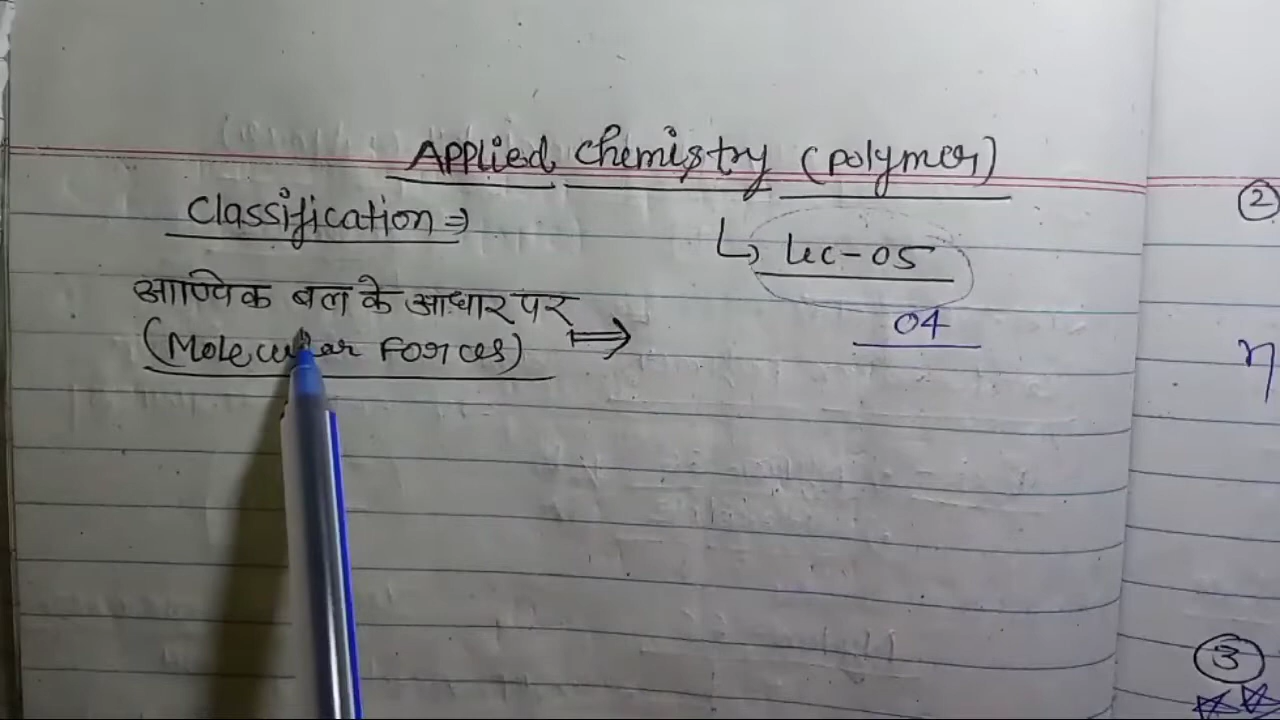 Applied Chemistry (Polymer)
Classification ⇒
↳ Lec-05
04
आण्विक बल के आधार पर
(Molecular Forces) ⟹
②
η
③